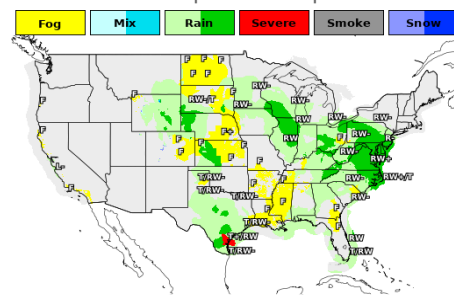 Fog Mix Rain Severe Smoke Snow
F F
F F
F RW-
F F RW-/T F RW- RW-
F RW- RW-
F F+ RW RW RW- F RW- R-
F F F RW- RW+
L- T/RW- F F RW- RW+/T
F T/RW- F F RW-
F F F
T/RW- F
T+/RW RW
T/RW- T/RW